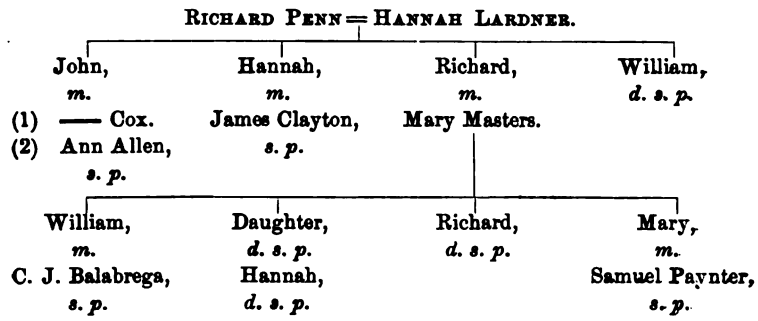 RICHARD PENN = HANNAH LARDNER.
John, Hannah, Richard, William,
m. m. m. d. s. p.
(1) — Cox. James Clayton, Mary Masters.
(2) Ann Allen, s. p.
s. p.
William, Daughter, Richard, Mary,
m. d. s. p. d. s. p. m.
C. J. Balabrega, Hannah, Samuel Paynter,
s. p. d. s. p. s. p.